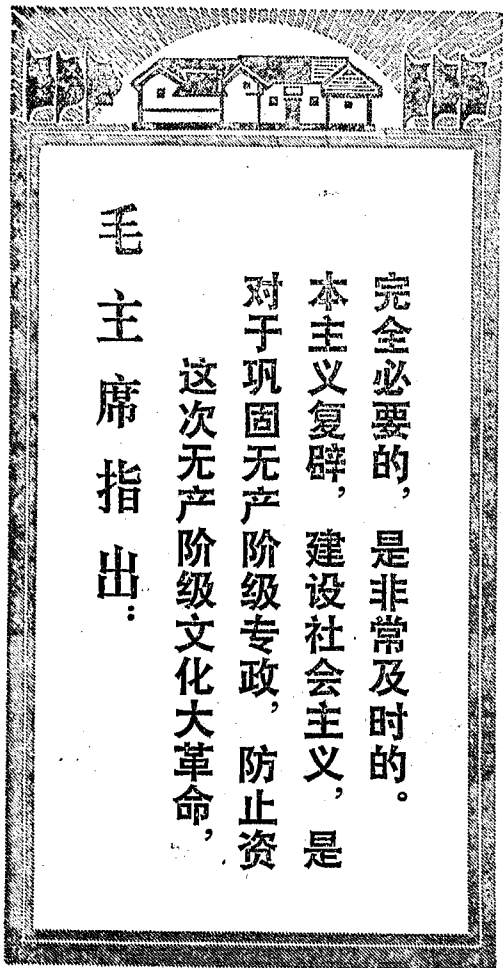 毛主席指出：
这次无产阶级文化大革命，
对于巩固无产阶级专政，防止资
本主义复辟，建设社会主义，是
完全必要的，是非常及时的。